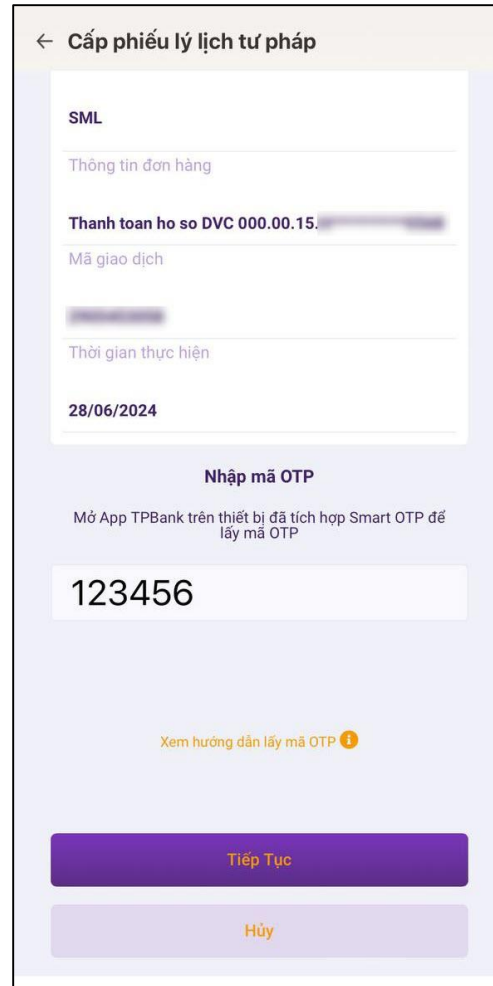 Cấp phiếu lý lịch tư pháp
SML
Thông tin đơn hàng
Thanh toan ho so DVC 000.00.15.
Mã giao dịch
Thời gian thực hiện
28/06/2024
Nhập mã OTP
Mở App TPBank trên thiết bị đã tích hợp Smart OTP để
lấy mã OTP
123456
Xem hướng dẫn lấy mã OTP
Tiếp Tục
Hủy